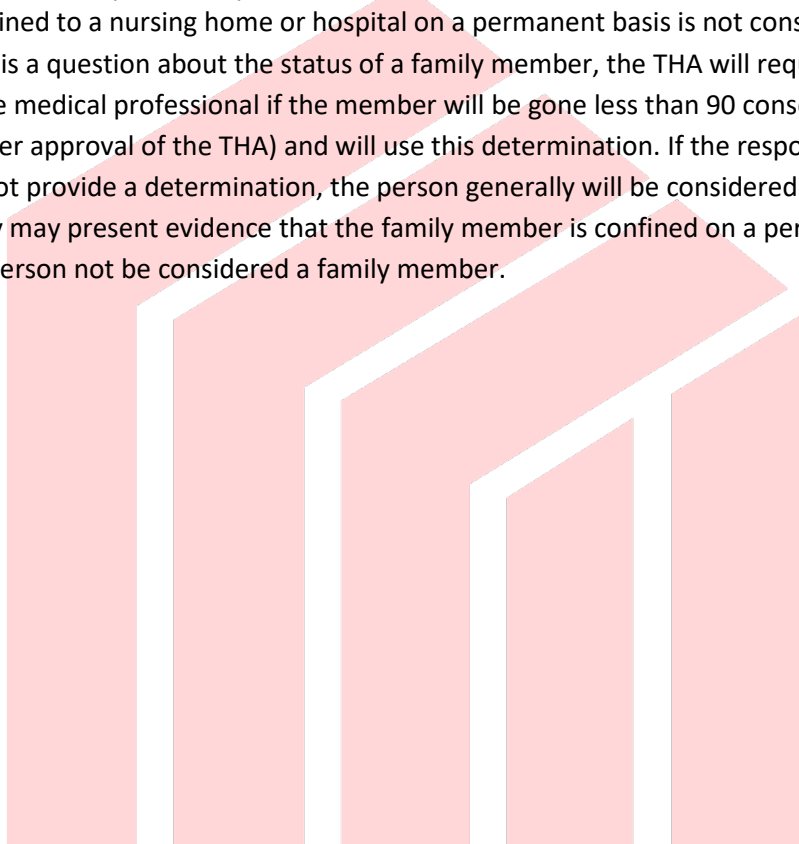 ined to a nursing home or hospital on a permanent basis is not cons
is a question about the status of a family member, the THA will req
e medical professional if the member will be gone less than 90 conse
er approval of the THA) and will use this determination. If the respo
ot provide a determination, the person generally will be considered
y may present evidence that the family member is confined on a per
erson not be considered a family member.